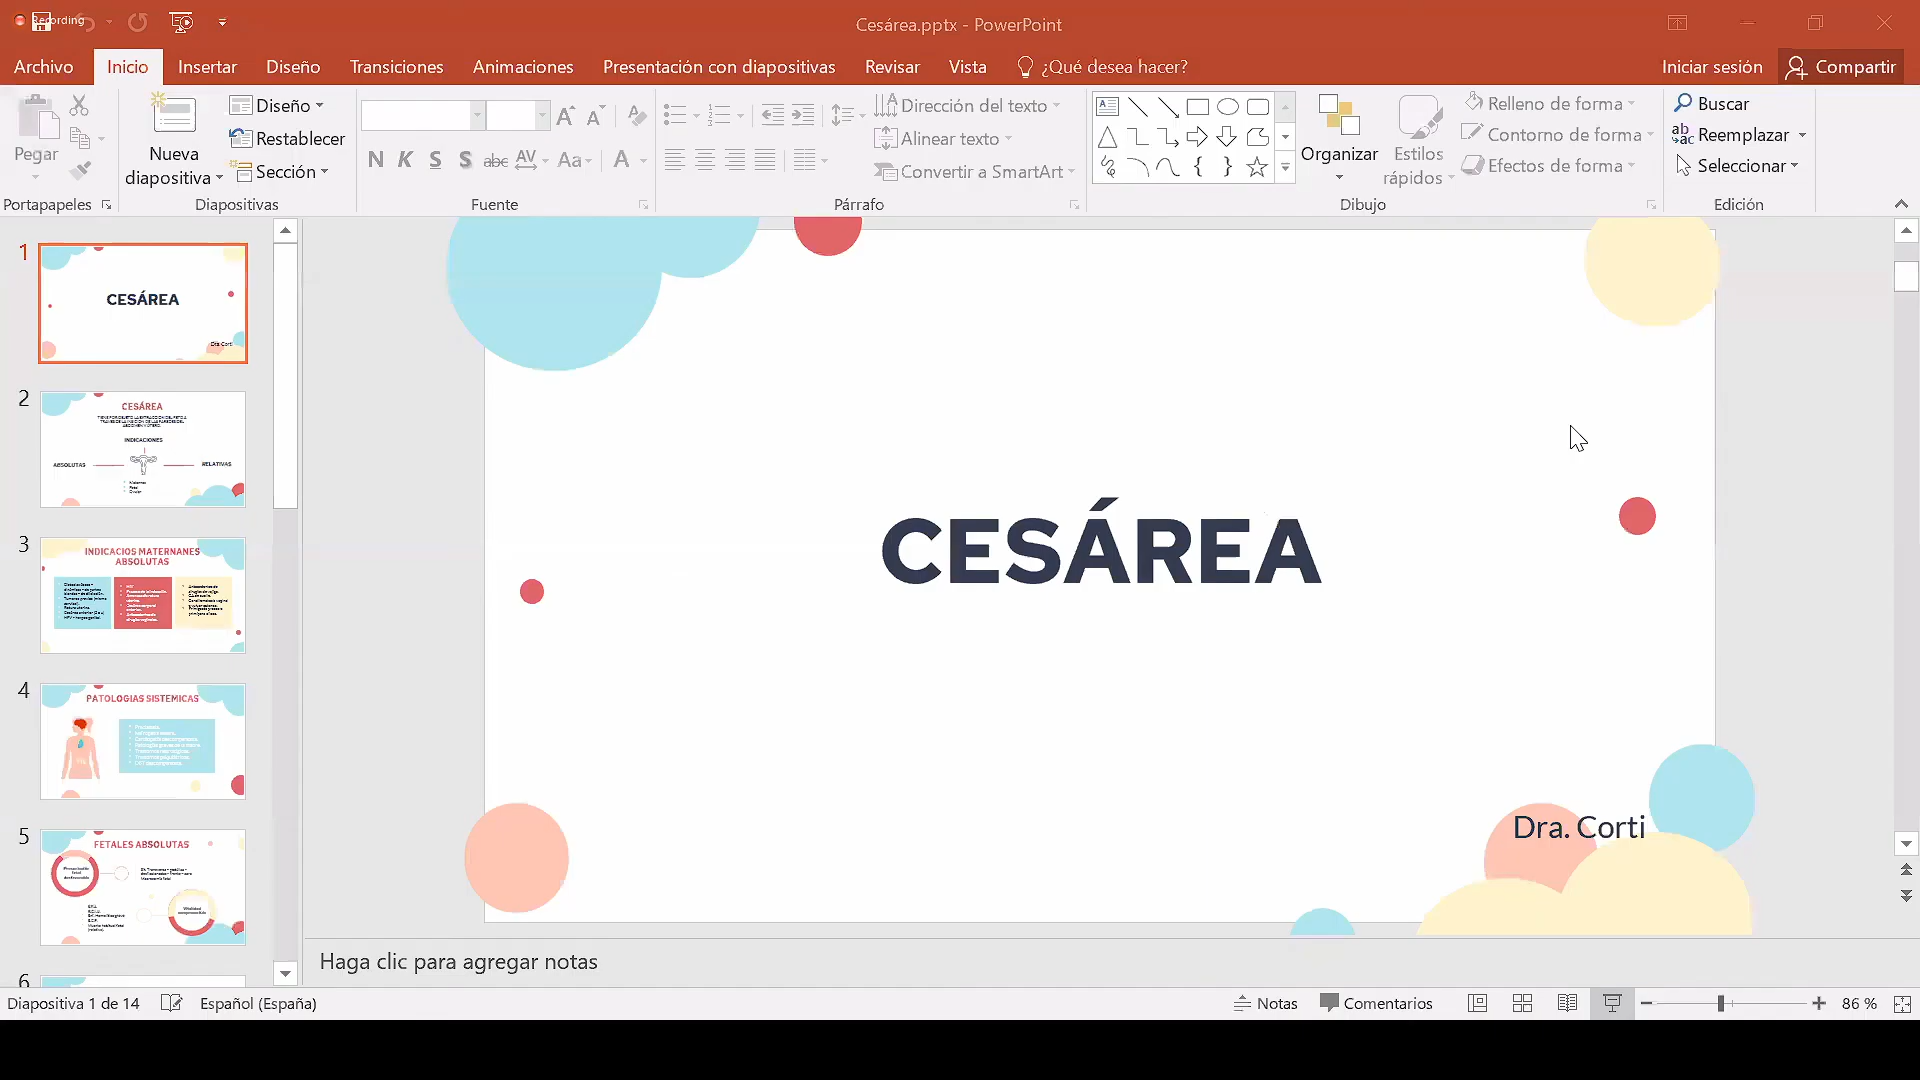 Recording
Cesárea.pptx - PowerPoint
Archivo
Inicio
Insertar
Diseño
Transiciones
Animaciones
Presentación con diapositivas
Revisar
Vista
¿Qué desea hacer?
Iniciar sesión
Compartir
Pegar
Nueva
diapositiva
Diseño
Restablecer
Sección
N K S S abc AV Aa A
Dirección del texto
Alinear texto
Convertir a SmartArt
Organizar
Estilos
rápidos
Relleno de forma
Contorno de forma
Efectos de forma
Buscar
Reemplazar
Seleccionar
Portapapeles
Diapositivas
Fuente
Párrafo
Dibujo
Edición
1
CESÁREA
Dra. Corti
2
CESÁREA
INDICACIONES
ABSOLUTAS
RELATIVAS
3
INDICACIOS MATERNANES
ABSOLUTAS
4
PATOLOGIAS SISTEMICAS
5
FETALES ABSOLUTAS
6
CESÁREA
Dra. Corti
Haga clic para agregar notas
Diapositiva 1 de 14
Español (España)
Notas
Comentarios
86 %